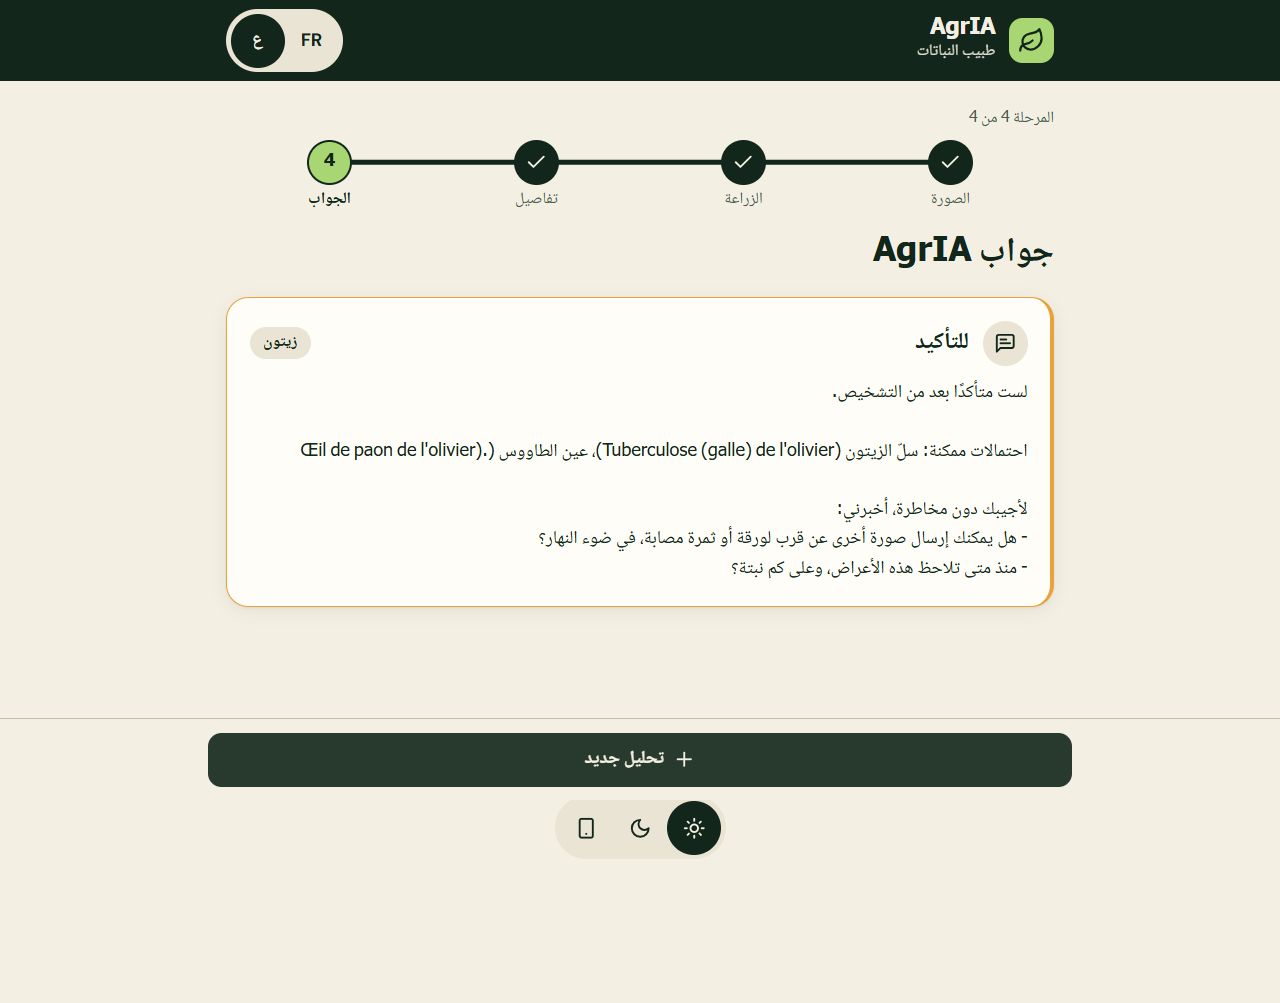 AgrIA
طبيب النباتات
FR
ع
المرحلة 4 من 4
الصورة
الزراعة
تفاصيل
4
الجواب
جواب AgrIA
للتأكيد
زيتون
لست متأكدًا بعد من التشخيص.
احتمالات ممكنة: سلّ الزيتون (Tuberculose (galle) de l'olivier)، عين الطاووس (Œil de paon de l'olivier).
لأجيبك دون مخاطرة، أخبرني:
- هل يمكنك إرسال صورة أخرى عن قرب لورقة أو ثمرة مصابة، في ضوء النهار؟
- منذ متى تلاحظ هذه الأعراض، وعلى كم نبتة؟
تحليل جديد